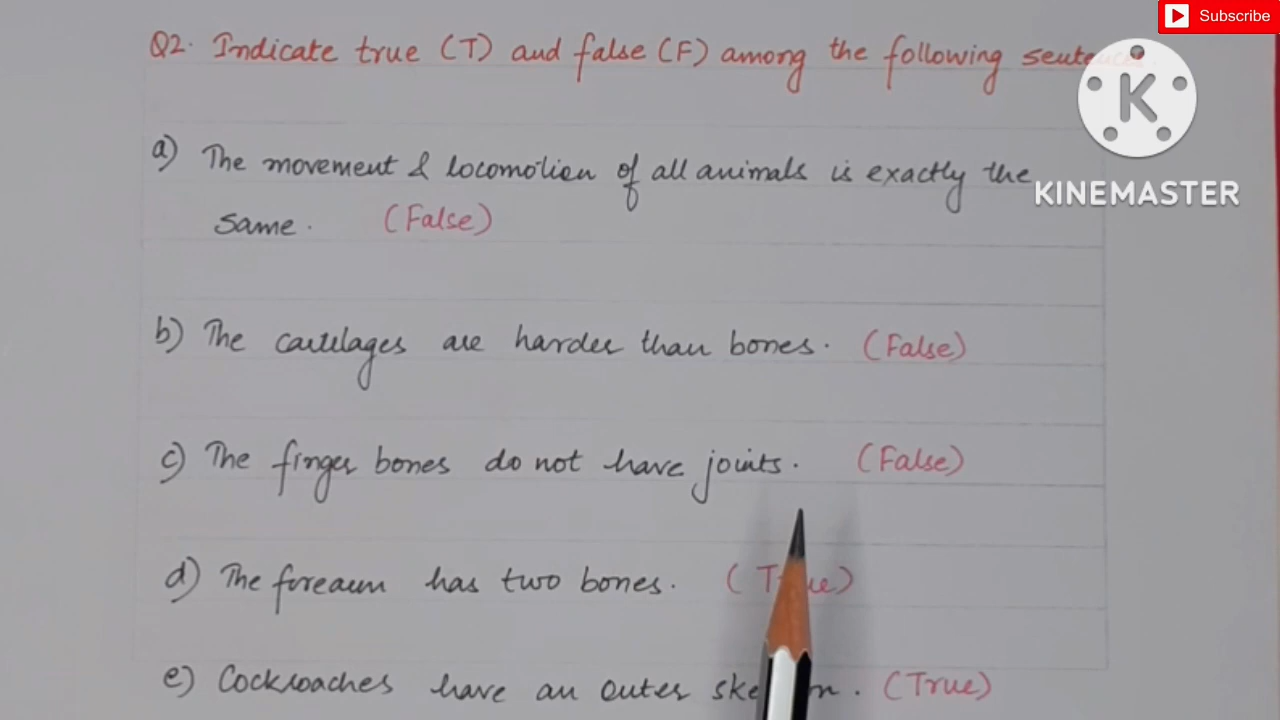 Subscribe
Q2. Indicate true (T) and false (F) among the following
K
KINEMASTER
a) The movement & locomotion of all animals is exactly the
same. (False)
b) The cartilages are harder than bones. (False)
c) The finger bones do not have joints. (False)
d) The forearm has two bones.
e) Cockroaches have an outer . (True)